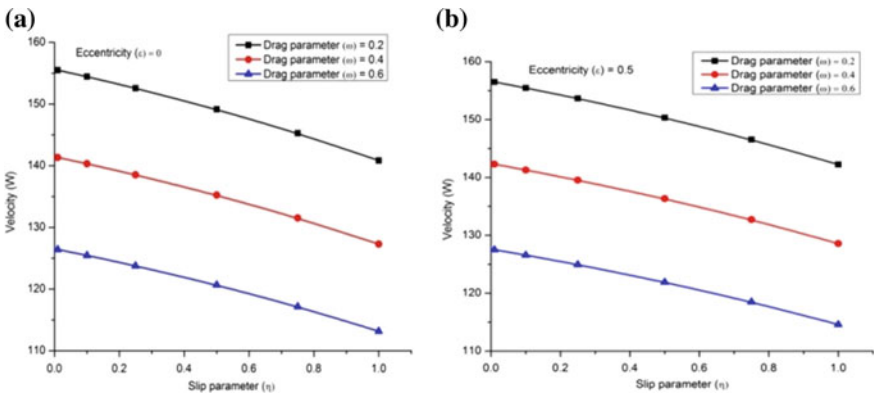 (a)
160
150
140
130
120
110
0.0 0.2 0.4 0.6 0.8 1.0
Velocity (W)
Slip parameter (η)
Eccentricity (ε) = 0
Drag parameter (ω) = 0.2
Drag parameter (ω) = 0.4
Drag parameter (ω) = 0.6
(b)
160
150
140
130
120
110
0.0 0.2 0.4 0.6 0.8 1.0
Velocity (W)
Slip parameter (η)
Eccentricity (ε) = 0.5
Drag parameter (ω) = 0.2
Drag parameter (ω) = 0.4
Drag parameter (ω) = 0.6